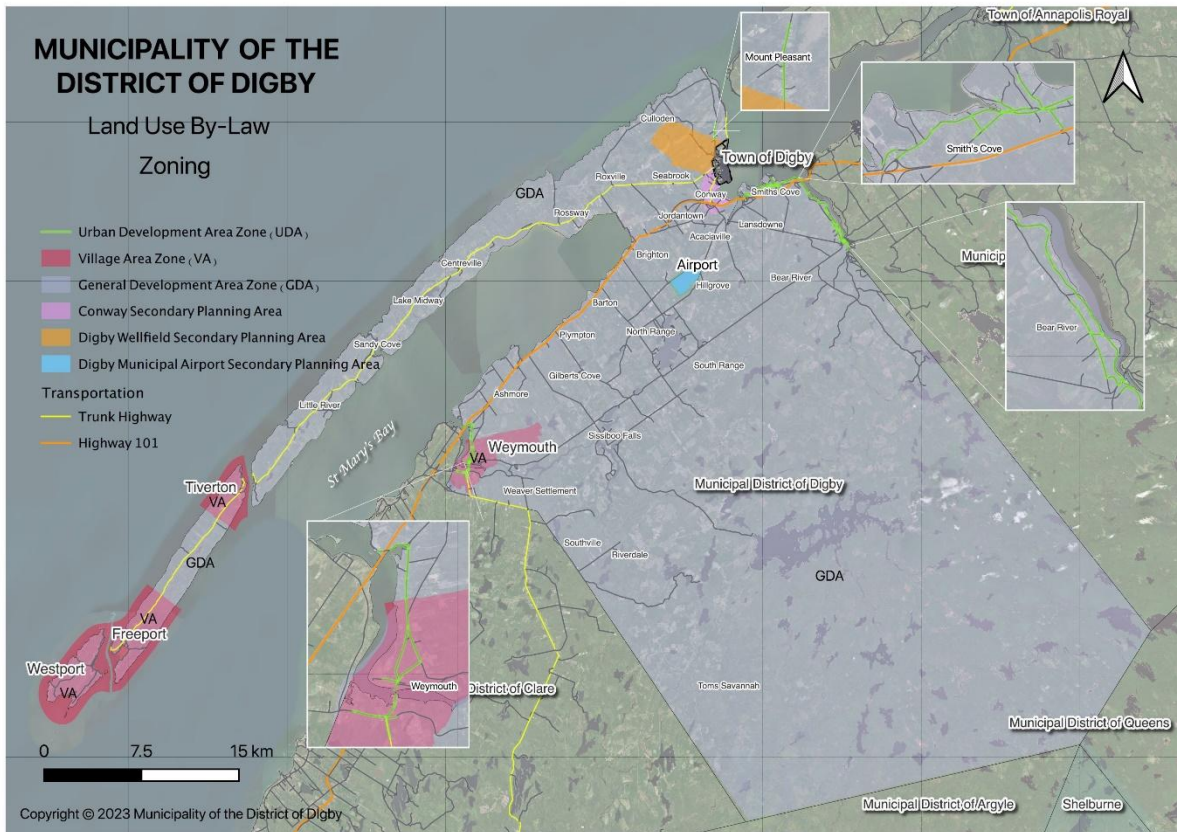 MUNICIPALITY OF THE
DISTRICT OF DIGBY
Land Use By-Law
Zoning
Urban Development Area Zone (UDA)
Village Area Zone (VA)
General Development Area Zone (GDA)
Conway Secondary Planning Area
Digby Wellfield Secondary Planning Area
Digby Municipal Airport Secondary Planning Area
Transportation
Trunk Highway
Highway 101
Town of Annapolis Royal
Mount Pleasant
Culloden
Town of Digby
Smith's Cove
GDA
Roxville
Seabrook
Conway
Smiths Cove
Rossway
Jordantown
Lansdowne
Acaciaville
Brighton
Airport
Bear River
Municip
Centreville
Hillgrove
Lake Midway
Barton
Bear River
North Range
Plympton
Sandy Cove
South Range
Gilberts Cove
Little River
Ashmore
St Mary's Bay
Sissiboo Falls
Weymouth
VA
Tiverton
VA
Weaver Settlement
Municipal District of Digby
Southville
Riverdale
GDA
GDA
VA
Freeport
Westport
VA
Weymouth
District of Clare
Toms Savannah
Municipal District of Queens
0 7.5 15 km
Municipal District of Argyle
Shelburne
Copyright © 2023 Municipality of the District of Digby